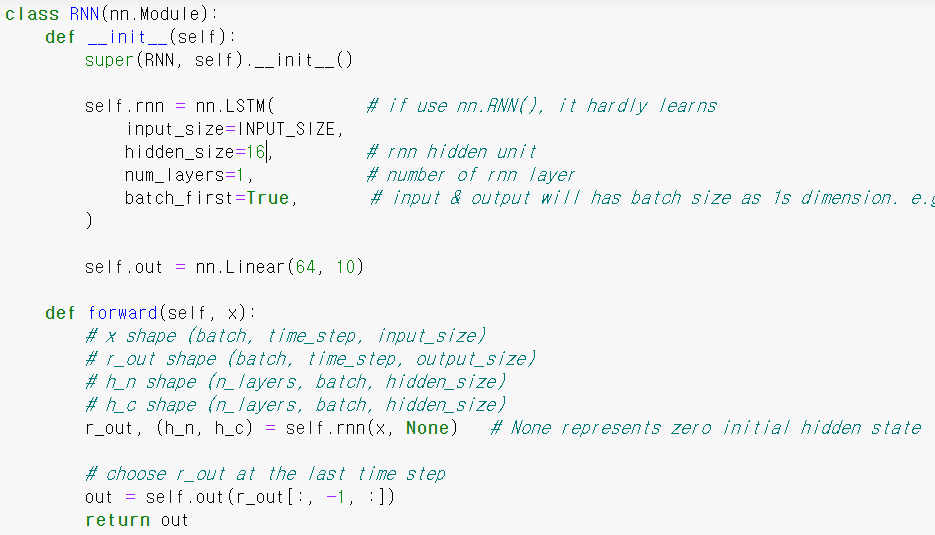 class RNN(nn.Module):
    def __init__(self):
        super(RNN, self).__init__()

        self.rnn = nn.LSTM(         # if use nn.RNN(), it hardly learns
            input_size=INPUT_SIZE,
            hidden_size=16,         # rnn hidden unit
            num_layers=1,           # number of rnn layer
            batch_first=True,       # input & output will has batch size as 1s dimension. e.g
        )

        self.out = nn.Linear(64, 10)

    def forward(self, x):
        # x shape (batch, time_step, input_size)
        # r_out shape (batch, time_step, output_size)
        # h_n shape (n_layers, batch, hidden_size)
        # h_c shape (n_layers, batch, hidden_size)
        r_out, (h_n, h_c) = self.rnn(x, None)   # None represents zero initial hidden state

        # choose r_out at the last time step
        out = self.out(r_out[:, -1, :])
        return out